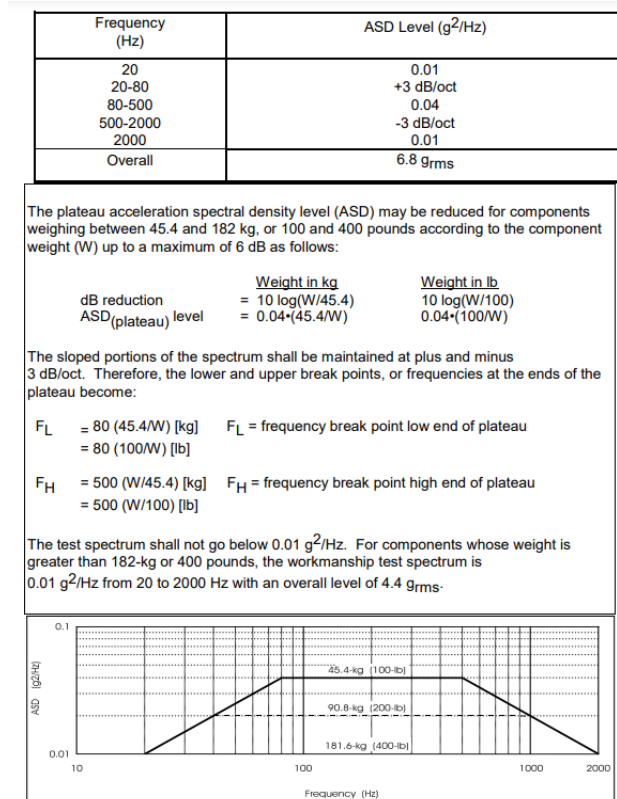 Frequency ASD Level (g2/Hz)
(Hz)
20 0.01
20-80 +3 dB/oct
80-500 0.04
500-2000 -3 dB/oct
2000 0.01
Overall 6.8 grms
The plateau acceleration spectral density level (ASD) may be reduced for components
weighing between 45.4 and 182 kg, or 100 and 400 pounds according to the component
weight (W) up to a maximum of 6 dB as follows:
Weight in kg Weight in lb
dB reduction = 10 log(W/45.4) 10 log(W/100)
ASD(plateau) level = 0.04•(45.4/W) 0.04•(100/W)
The sloped portions of the spectrum shall be maintained at plus and minus
3 dB/oct. Therefore, the lower and upper break points, or frequencies at the ends of the
plateau become:
FL = 80 (45.4/W) [kg] FL = frequency break point low end of plateau
= 80 (100/W) [lb]
FH = 500 (W/45.4) [kg] FH = frequency break point high end of plateau
= 500 (W/100) [lb]
The test spectrum shall not go below 0.01 g2/Hz. For components whose weight is
greater than 182-kg or 400 pounds, the workmanship test spectrum is
0.01 g2/Hz from 20 to 2000 Hz with an overall level of 4.4 grms.
0.1
45.4-kg (100-lb)
ASD (g2/Hz)
90.8-kg (200-lb)
181.6-kg (400-lb)
0.01
10 100 1000 2000
Frequency (Hz)